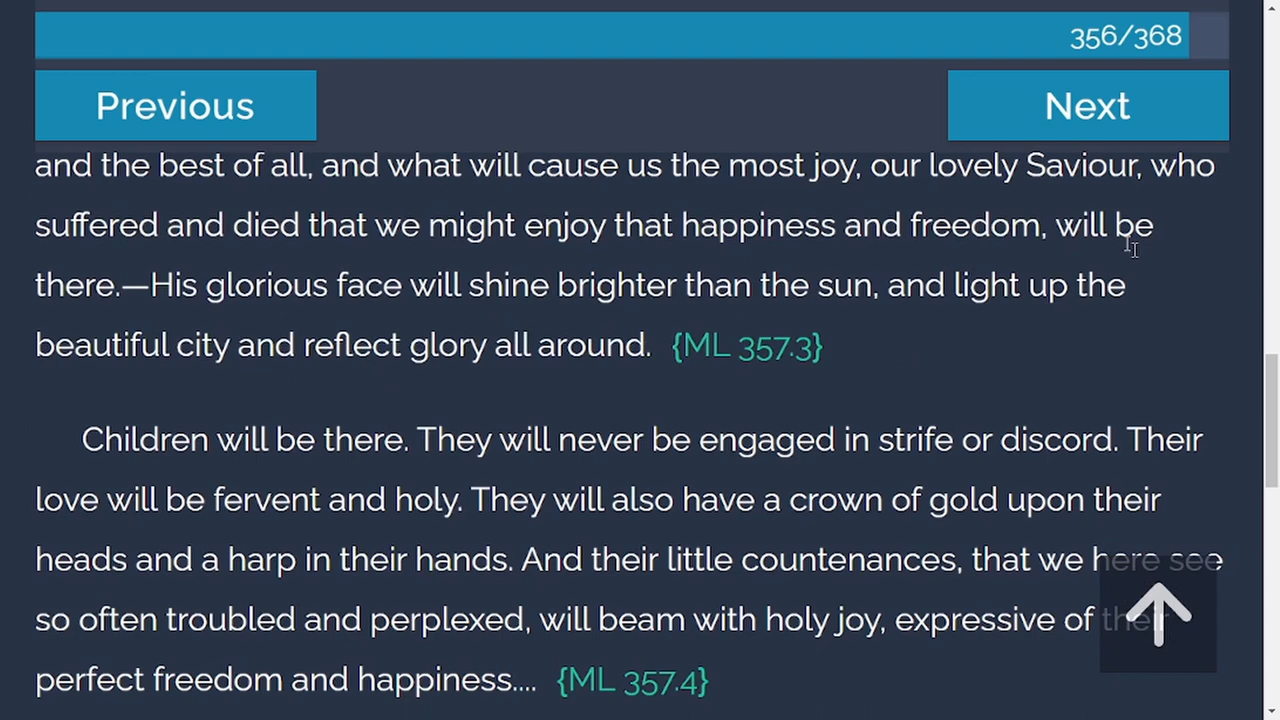 356/368
Previous
Next
and the best of all, and what will cause us the most joy, our lovely Saviour, who
suffered and died that we might enjoy that happiness and freedom, will be
there.—His glorious face will shine brighter than the sun, and light up the
beautiful city and reflect glory all around. {ML 357.3}
Children will be there. They will never be engaged in strife or discord. Their
love will be fervent and holy. They will also have a crown of gold upon their
heads and a harp in their hands. And their little countenances, that we here see
so often troubled and perplexed, will beam with holy joy, expressive of their
perfect freedom and happiness.... {ML 357.4}